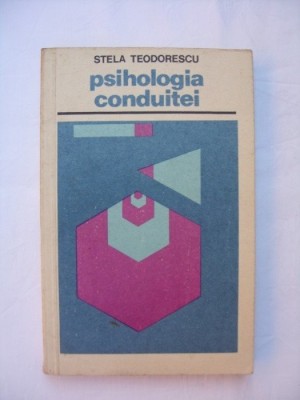 STELA TEODORESCU
psihologia
conduitei